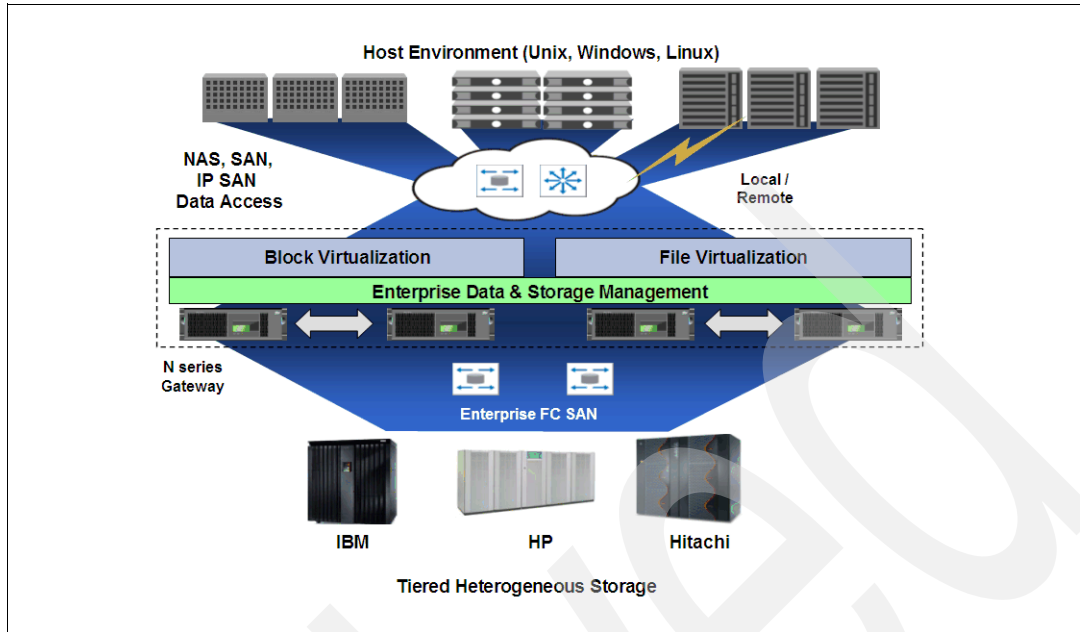 Host Environment (Unix, Windows, Linux)
NAS, SAN,
IP SAN
Data Access
Local /
Remote
Block Virtualization
File Virtualization
Enterprise Data & Storage Management
N series
Gateway
Enterprise FC SAN
IBM
HP
Hitachi
Tiered Heterogeneous Storage